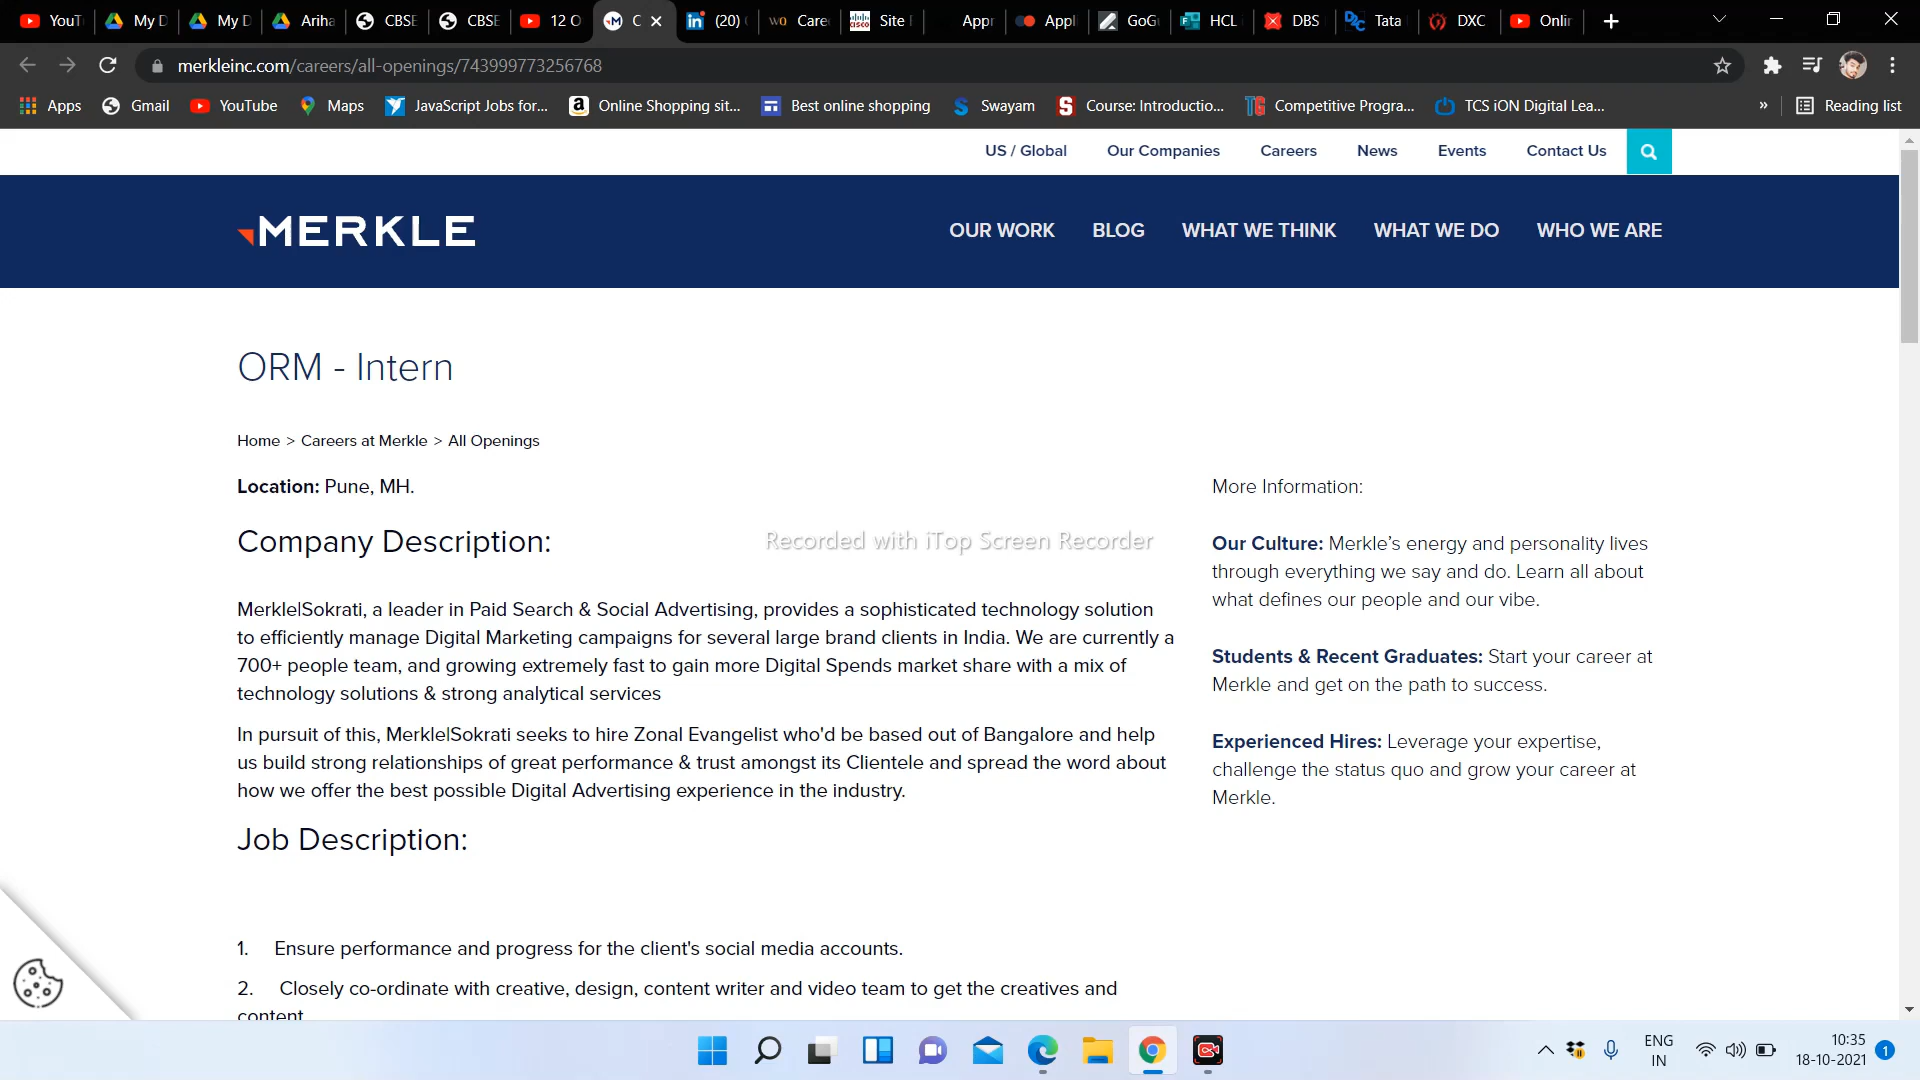 YouT
My D
My D
Ariha
CBSE
CBSE
12 O
C
(20)
Care
Site
Appr
Appl
GoG
HCL
DBS
Tata
DXC
Onlin
merkleinc.com/careers/all-openings/743999773256768
Apps
Gmail
YouTube
Maps
JavaScript Jobs for...
Online Shopping sit...
Best online shopping
Swayam
Course: Introductio...
Competitive Progra...
TCS iON Digital Lea...
»
Reading list
US / Global
Our Companies
Careers
News
Events
Contact Us
MERKLE
OUR WORK
BLOG
WHAT WE THINK
WHAT WE DO
WHO WE ARE
ORM - Intern
Home > Careers at Merkle > All Openings
Location: Pune, MH.
Company Description:
Merkle|Sokrati, a leader in Paid Search & Social Advertising, provides a sophisticated technology solution
to efficiently manage Digital Marketing campaigns for several large brand clients in India. We are currently a
700+ people team, and growing extremely fast to gain more Digital Spends market share with a mix of
technology solutions & strong analytical services
In pursuit of this, Merkle|Sokrati seeks to hire Zonal Evangelist who'd be based out of Bangalore and help
us build strong relationships of great performance & trust amongst its Clientele and spread the word about
how we offer the best possible Digital Advertising experience in the industry.
Job Description:
1. Ensure performance and progress for the client's social media accounts.
2. Closely co-ordinate with creative, design, content writer and video team to get the creatives and
content
More Information:
Our Culture: Merkle’s energy and personality lives
through everything we say and do. Learn all about
what defines our people and our vibe.
Students & Recent Graduates: Start your career at
Merkle and get on the path to success.
Experienced Hires: Leverage your expertise,
challenge the status quo and grow your career at
Merkle.
Recorded with iTop Screen Recorder
ENG
IN
10:35
18-10-2021
1